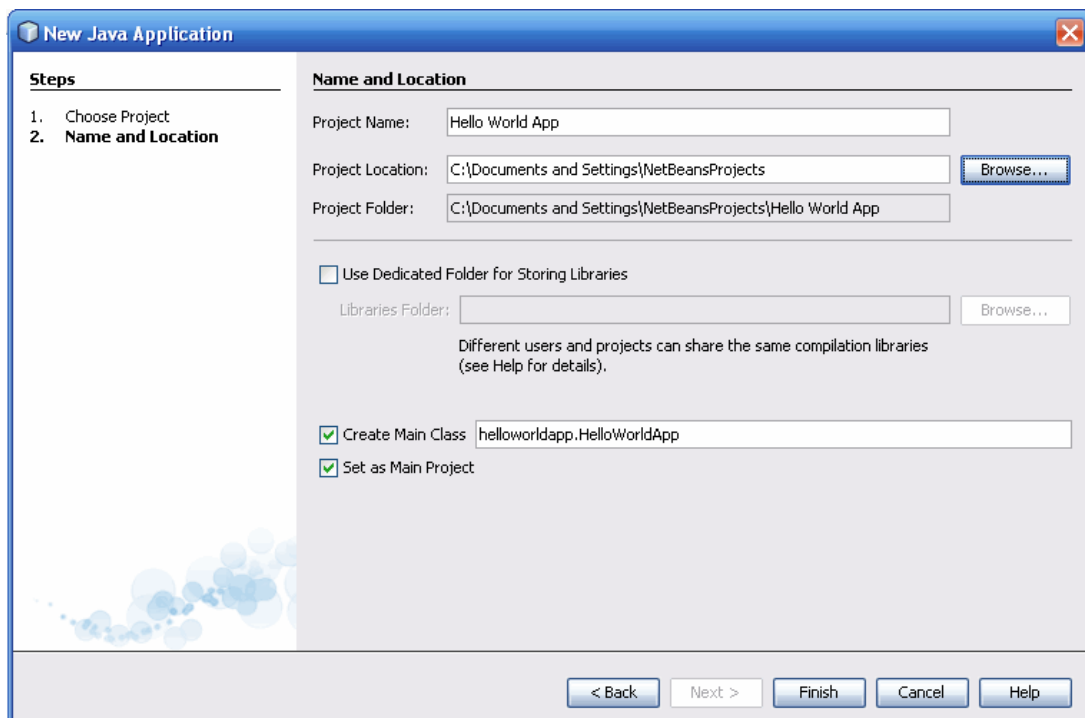 New Java Application
Steps
1. Choose Project
2. Name and Location
Name and Location
Project Name: Hello World App
Project Location: C:\Documents and Settings\NetBeansProjects Browse...
Project Folder: C:\Documents and Settings\NetBeansProjects\Hello World App
Use Dedicated Folder for Storing Libraries
Libraries Folder: Browse...
Different users and projects can share the same compilation libraries
(see Help for details).
Create Main Class helloworldapp.HelloWorldApp
Set as Main Project
< Back Next > Finish Cancel Help